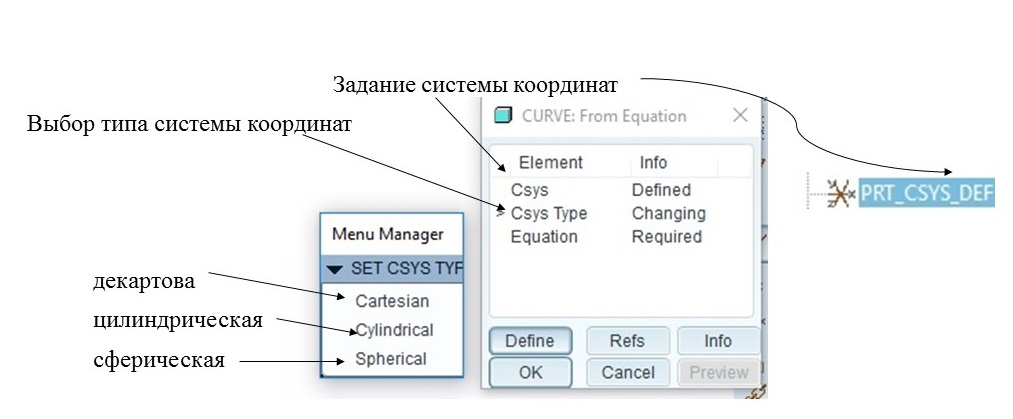 Задание системы координат
Выбор типа системы координат
CURVE: From Equation
Element Info
Csys Defined
Csys Type Changing
Equation Required
Define Refs Info
OK Cancel Preview
PRT_CSYS_DEF
Menu Manager
SET CSYS TYP
Cartesian
Cylindrical
Spherical
декартова
цилиндрическая
сферическая